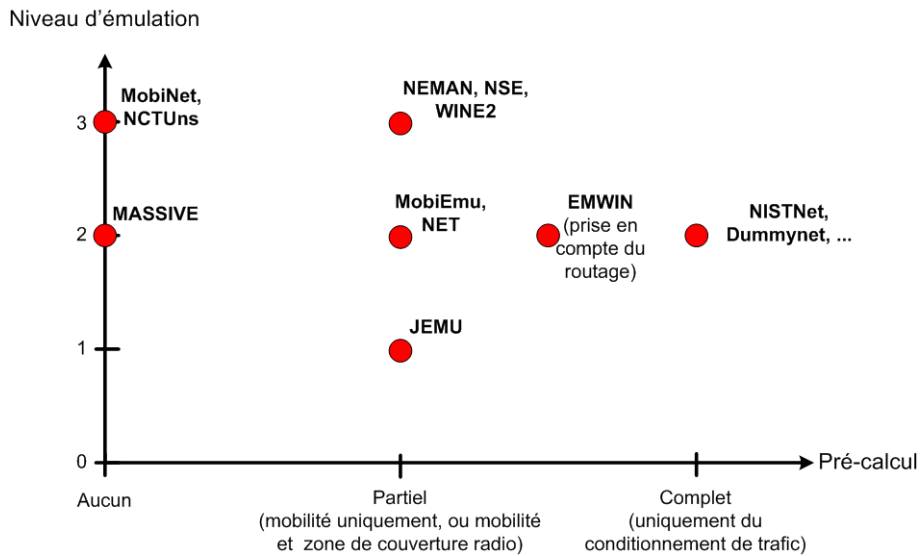 Niveau d'émulation
MobiNet,
NCTUns
NEMAN, NSE,
WINE2
3
MASSIVE
MobiEmu,
NET
EMWIN
(prise en
compte du
routage)
NISTNet,
Dummynet, ...
2
JEMU
1
0
Pré-calcul
Aucun
Partiel
(mobilité uniquement, ou mobilité
et zone de couverture radio)
Complet
(uniquement du
conditionnement de trafic)